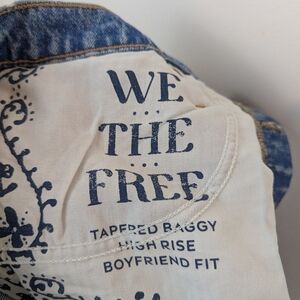 WE
...
THE
...
FREE
TAPERED BAGGY
HIGH RISE
BOYFRIEND FIT